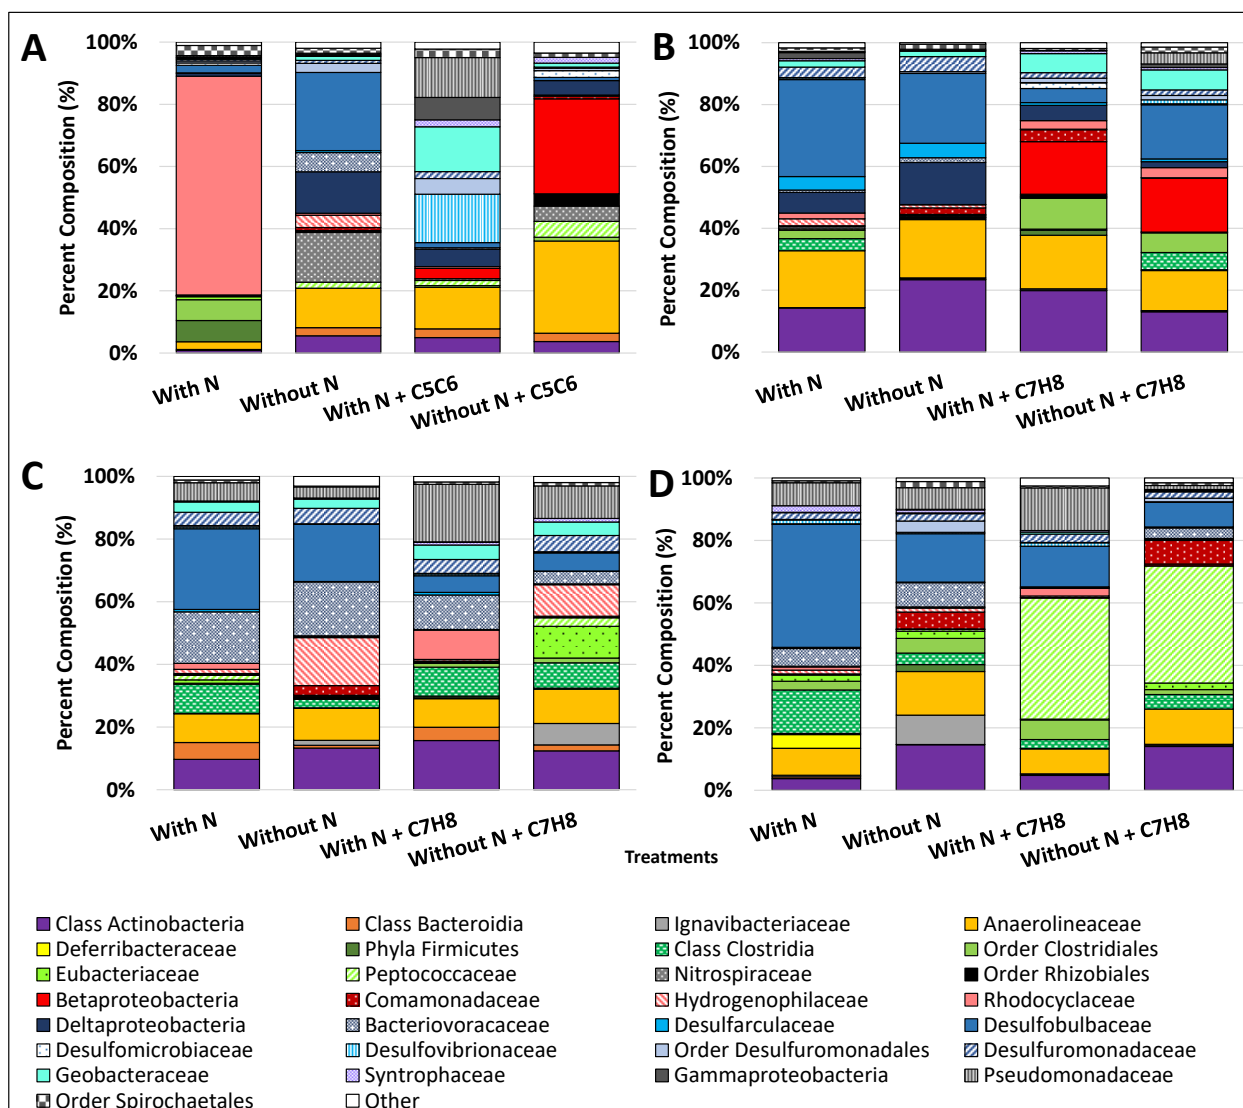 A
Percent Composition (%)
100%
80%
60%
40%
20%
0%
With N
Without N
With N + C5C6
Without N + C5C6
B
Percent Composition (%)
100%
80%
60%
40%
20%
0%
With N
Without N
With N + C7H8
Without N + C7H8
C
Percent Composition (%)
100%
80%
60%
40%
20%
0%
With N
Without N
With N + C7H8
Without N + C7H8
D
Percent Composition (%)
100%
80%
60%
40%
20%
0%
With N
Without N
With N + C7H8
Without N + C7H8
Treatments
Class Actinobacteria Class Bacteroidia Ignavibacteriaceae Anaerolineaceae
Deferribacteraceae Phyla Firmicutes Class Clostridia Order Clostridiales
Eubacteriaceae Peptococcaceae Nitrospiraceae Order Rhizobiales
Betaproteobacteria Comamonadaceae Hydrogenophilaceae Rhodocyclaceae
Deltaproteobacteria Bacteriovoracaceae Desulfarculaceae Desulfobulbaceae
Desulfomicrobiaceae Desulfovibrionaceae Order Desulfuromonadales Desulfuromonadaceae
Geobacteraceae Syntrophaceae Gammaproteobacteria Pseudomonadaceae
Order Spirochaetales Other